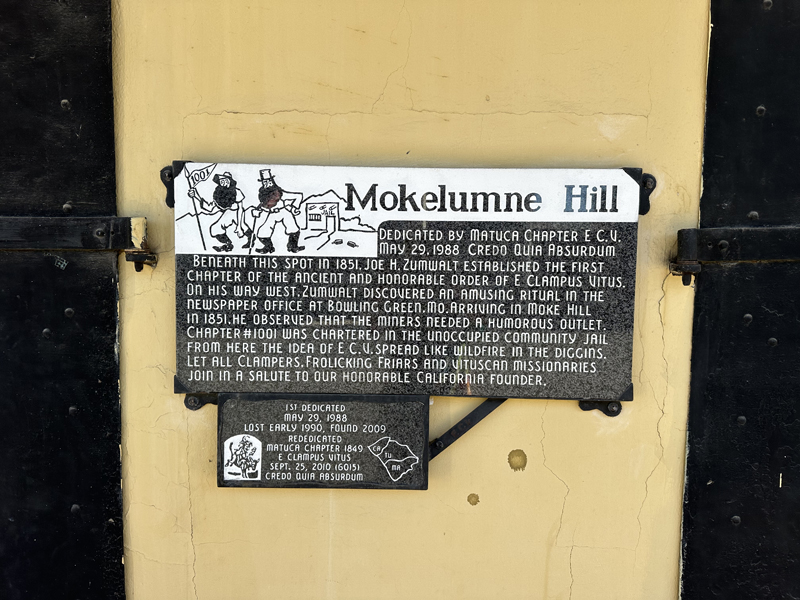 1001
Mokelumne Hill
JAIL
DEDICATED BY MATUCA CHAPTER E.C.V.
MAY 29, 1988 CREDO QUIA ABSURDUM
BENEATH THIS SPOT IN 1851, JOE H. ZUMWALT ESTABLISHED THE FIRST
CHAPTER OF THE ANCIENT AND HONORABLE ORDER OF E CLAMPUS VITUS.
ON HIS WAY WEST, ZUMWALT DISCOVERED AN AMUSING RITUAL IN THE
NEWSPAPER OFFICE AT BOWLING GREEN, MO. ARRIVING IN MOKE HILL
IN 1851, HE OBSERVED THAT THE MINERS NEEDED A HUMOROUS OUTLET.
CHAPTER #1001 WAS CHARTERED IN THE UNOCCUPIED COMMUNITY JAIL
FROM HERE THE IDEA OF E.C.V. SPREAD LIKE WILDFIRE IN THE DIGGINS.
LET ALL CLAMPERS, FROLICKING FRIARS AND VITUSCAN MISSIONARIES
JOIN IN A SALUTE TO OUR HONORABLE CALIFORNIA FOUNDER.
1ST DEDICATED
MAY 29, 1988
LOST EARLY 1990, FOUND 2009
REDEDICATED
MATUCA CHAPTER 1849
E CLAMPUS VITUS
SEPT. 25, 2010 (6015)
CREDO QUIA ABSURDUM
CA
TU
MA